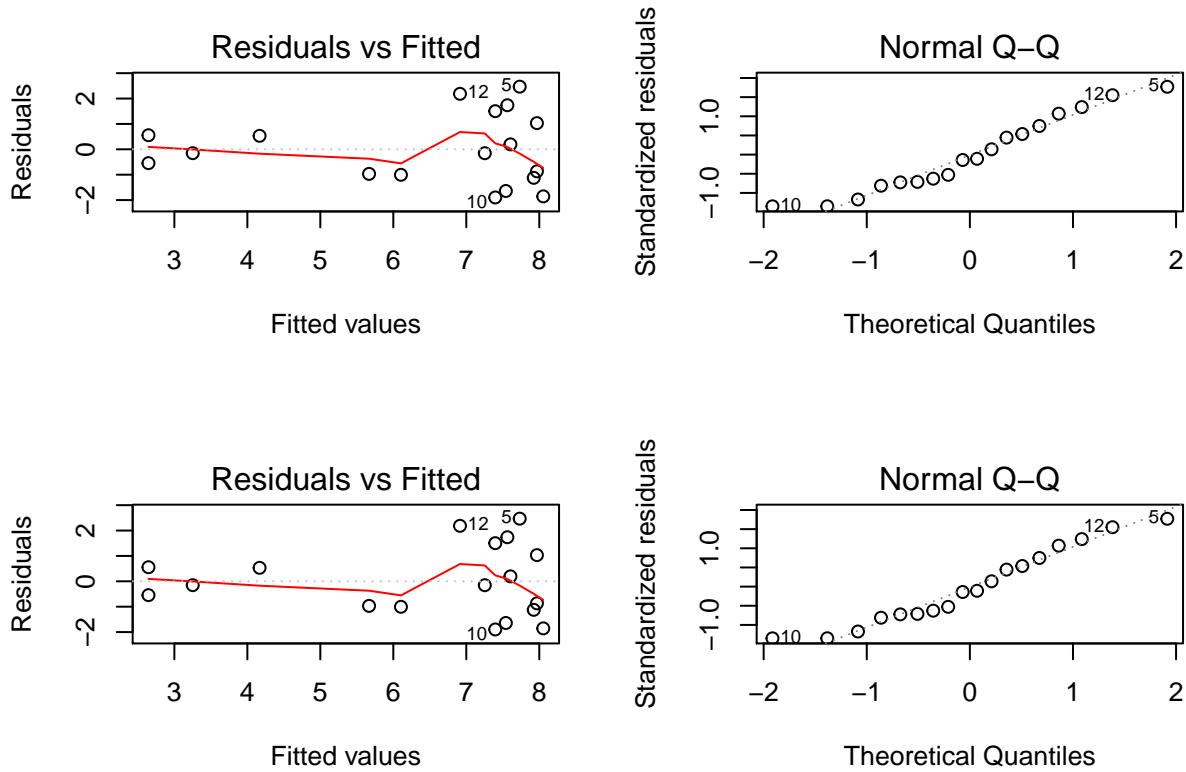 Residuals vs Fitted
Residuals
2
0
−2
12
5
10
3 4 5 6 7 8
Fitted values
Normal Q−Q
Standardized residuals
1.0
−1.0
12
5
10
−2 −1 0 1 2
Theoretical Quantiles
Residuals vs Fitted
Residuals
2
0
−2
12
5
10
3 4 5 6 7 8
Fitted values
Normal Q−Q
Standardized residuals
1.0
−1.0
12
5
10
−2 −1 0 1 2
Theoretical Quantiles